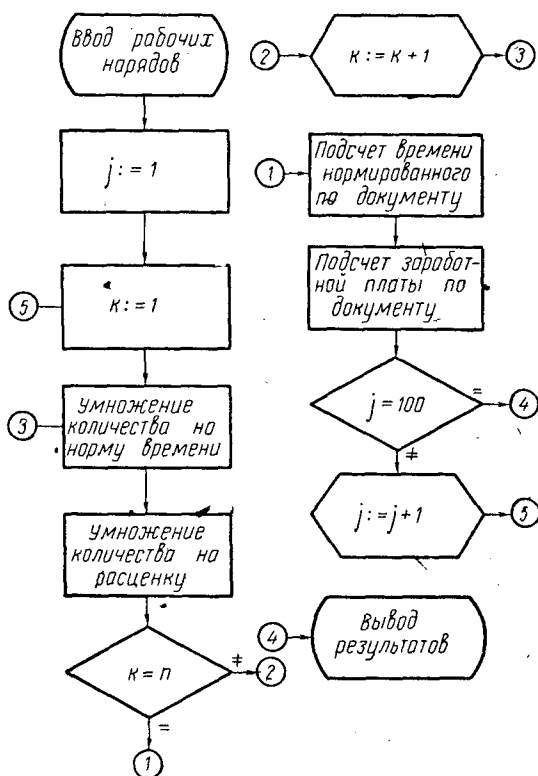 Ввод рабочих
нарядов
j := 1
5
к := 1
3
Умножение
количества на
норму времени
Умножение
количества на
расценку
к = n
≠
2
=
1
2
к := к + 1
3
1
Подсчет времени
нормированного
по документу
Подсчет заработ-
ной платы по
документу
j = 100
=
4
≠
j := j + 1
5
4
Вывод
результатов